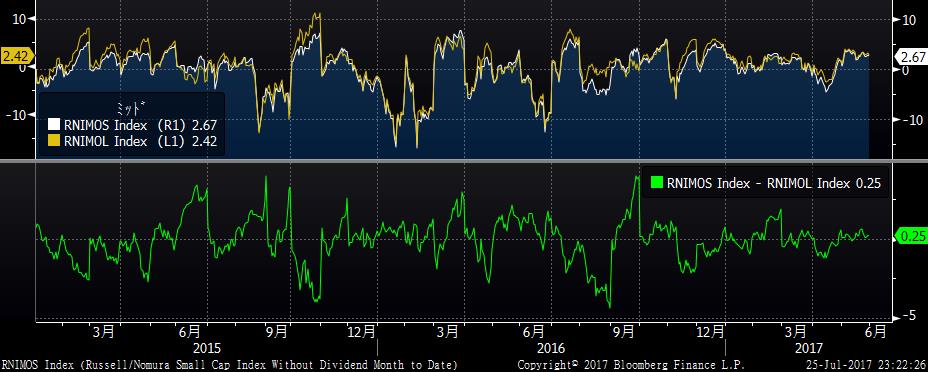 10
10
2.42
2.67
0
0
-10
-10
ﾐｯﾄﾞ
RNIMOS Index (R1) 2.67
RNIMOL Index (L1) 2.42
RNIMOS Index - RNIMOL Index 0.25
0.25
-5
3月 6月 9月 12月 3月 6月 9月 12月 3月 6月
2015 2016 2017
RNIMOS Index (Russell/Nomura Small Cap Index Without Dividend Month to Date) Copyright© 2017 Bloomberg Finance L.P. 25-Jul-2017 23:22:26